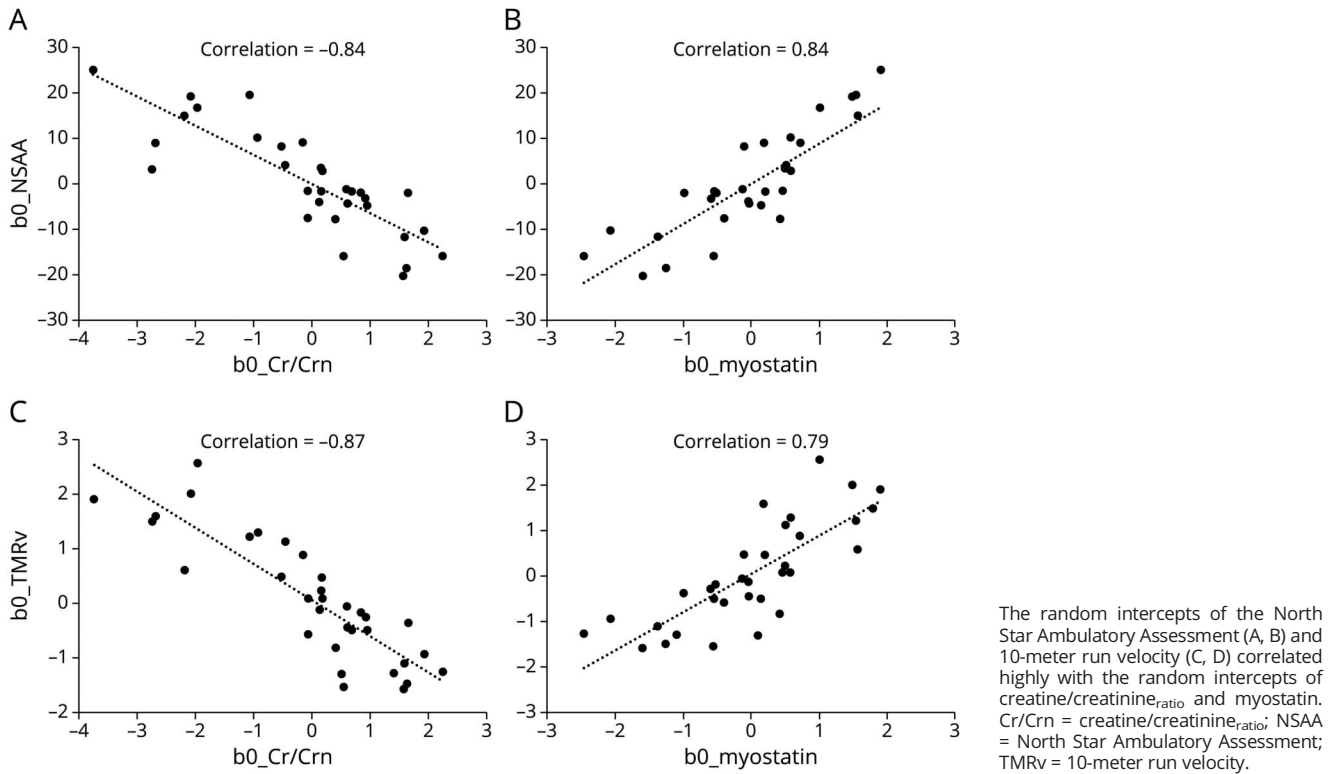 A
Correlation = –0.84
30
20
10
0
–10
–20
–30
b0_NSAA
–4 –3 –2 –1 0 1 2 3
b0_Cr/Crn
B
Correlation = 0.84
30
20
10
0
–10
–20
–30
–3 –2 –1 0 1 2 3
b0_myostatin
C
Correlation = –0.87
3
2
1
0
–1
–2
b0_TMRv
–4 –3 –2 –1 0 1 2 3
b0_Cr/Crn
D
Correlation = 0.79
3
2
1
0
–1
–2
–3
–3 –2 –1 0 1 2 3
b0_myostatin
The random intercepts of the North
Star Ambulatory Assessment (A, B) and
10-meter run velocity (C, D) correlated
highly with the random intercepts of
creatine/creatinineratio and myostatin.
Cr/Crn = creatine/creatinineratio; NSAA
= North Star Ambulatory Assessment;
TMRv = 10-meter run velocity.